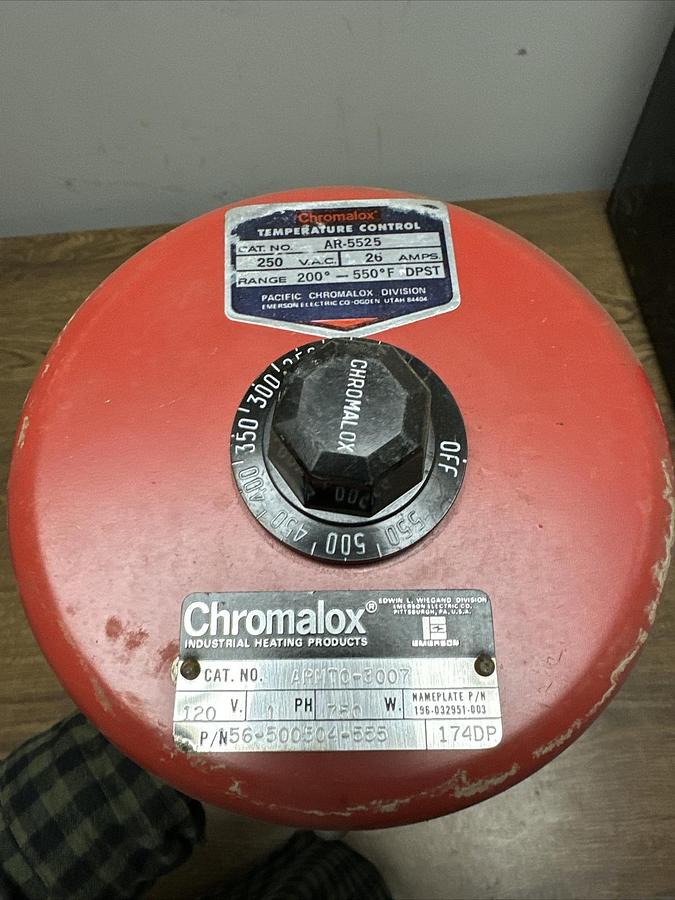 Chromalox®
TEMPERATURE CONTROL
CAT. NO. AR-5525
250 V.A.C. 26 AMPS.
RANGE 200° — 550°F DPST
PACIFIC CHROMALOX DIVISION
EMERSON ELECTRIC CO-OGDEN UTAH 84404
CHROMALOX
OFF
300
350
400
450
500
550
Chromalox®
EDWIN L. WIEGAND DIVISION
EMERSON ELECTRIC CO.
PITTSBURGH, PA. U.S.A.
INDUSTRIAL HEATING PRODUCTS
EMERSON
CAT. NO.
120 V. 1 PH 750 W. NAMEPLATE P/N
196-032951-003
P/N 56-500504-555 174DP